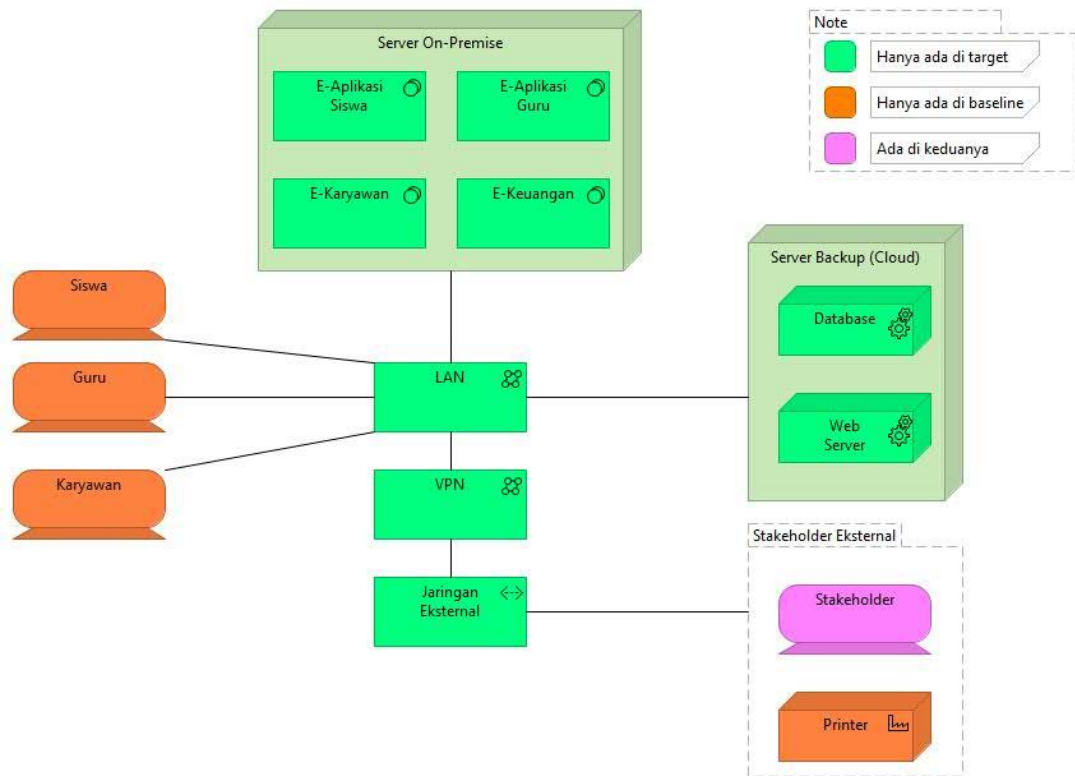 Server On-Premise
E-Aplikasi
Siswa
E-Aplikasi
Guru
E-Karyawan
E-Keuangan
Note
Hanya ada di target
Hanya ada di baseline
Ada di keduanya
Siswa
Guru
Karyawan
LAN
VPN
Jaringan
Eksternal
Server Backup (Cloud)
Database
Web
Server
Stakeholder Eksternal
Stakeholder
Printer